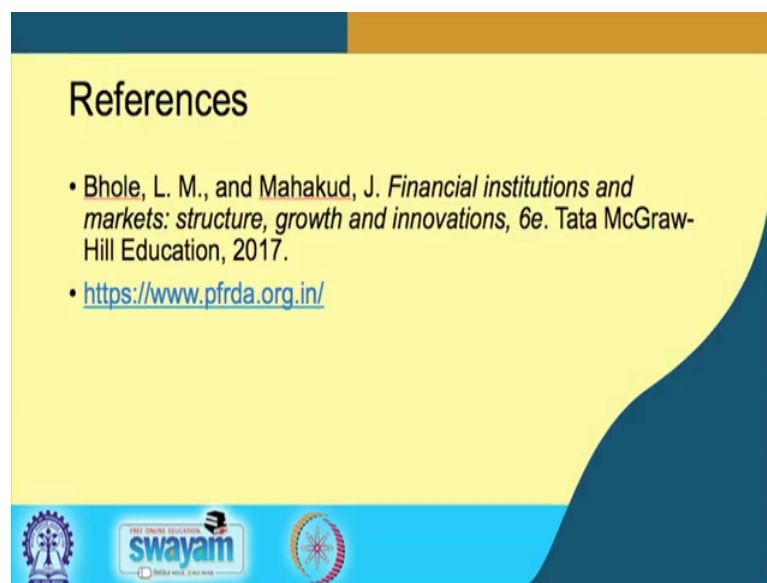 References
• Bhole, L. M., and Mahakud, J. Financial institutions and
markets: structure, growth and innovations, 6e. Tata McGraw-
Hill Education, 2017.
• https://www.pfrda.org.in/
FREE ONLINE EDUCATION
swayam